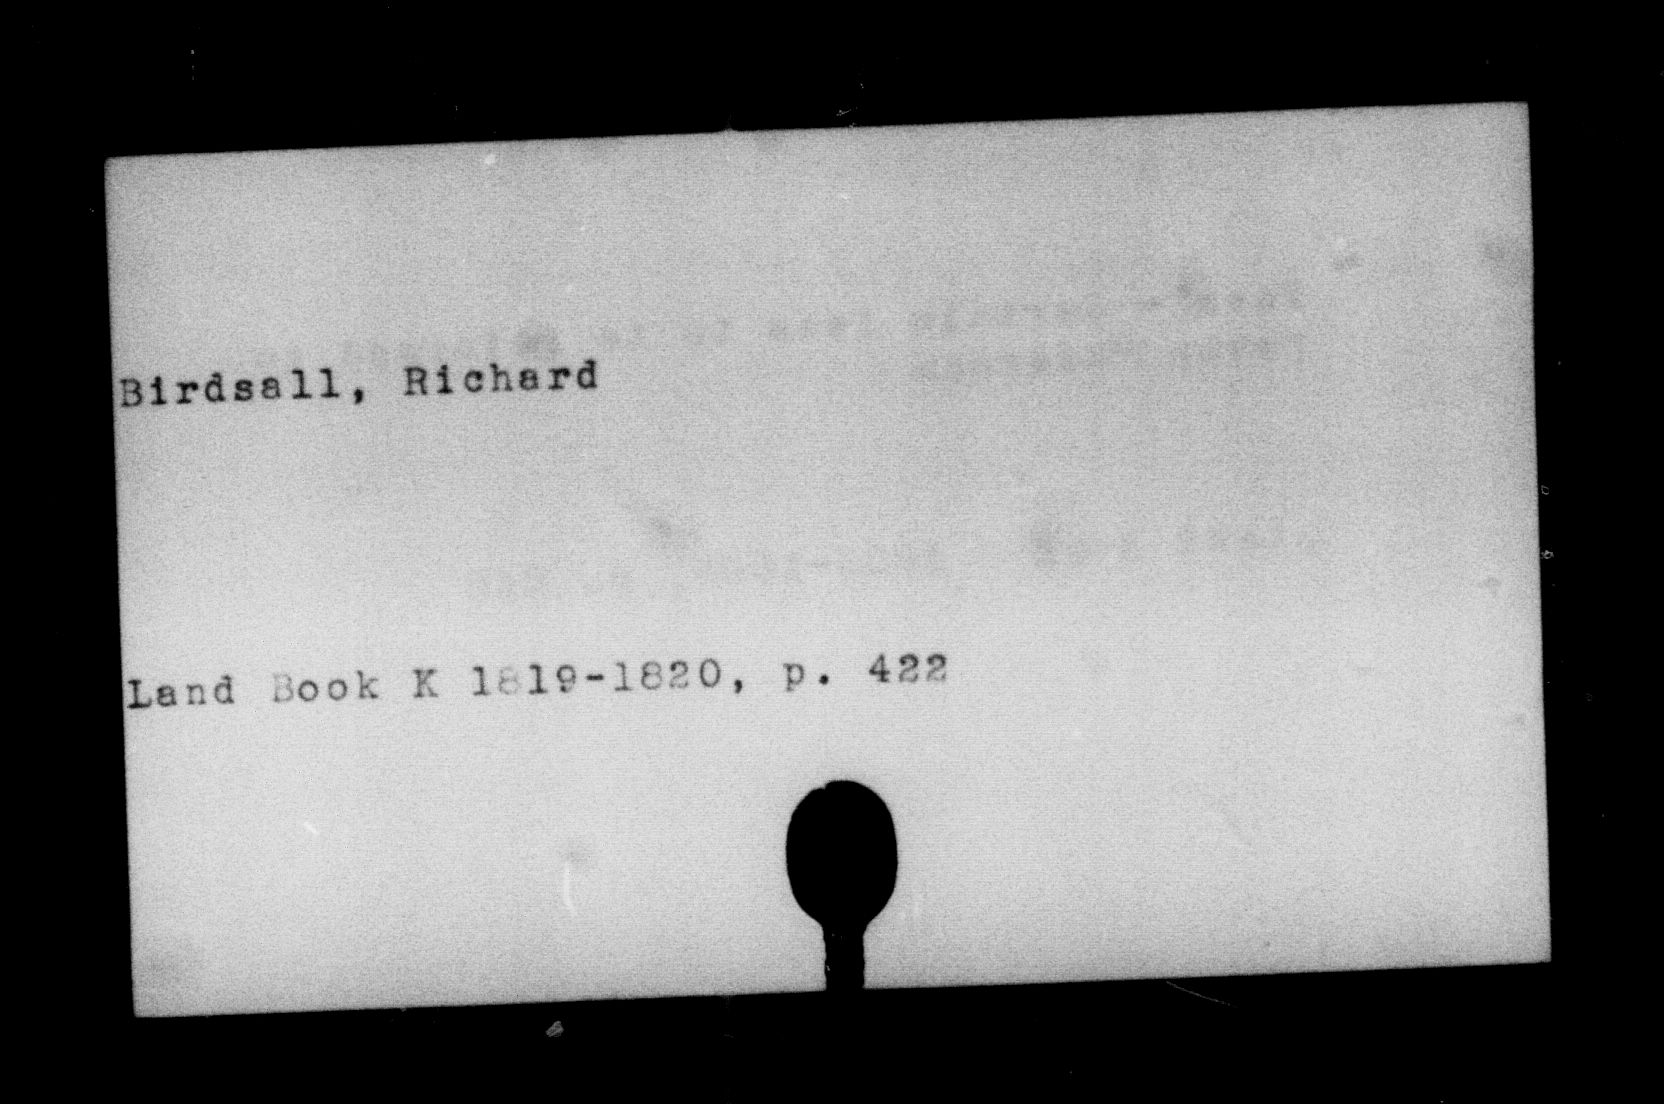 Birdsall, Richard
Land Book K 1819-1820, p. 422